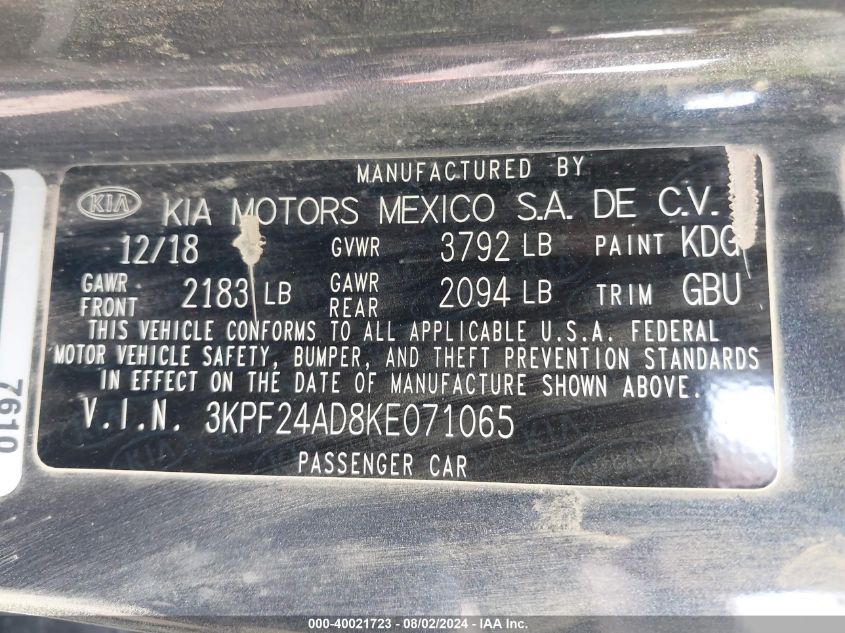 MANUFACTURED BY
KIA KIA MOTORS MEXICO S.A. DE C.V.
12/18 GVWR 3792 LB PAINT KDG
GAWR FRONT 2183 LB GAWR REAR 2094 LB TRIM GBU
THIS VEHICLE CONFORMS TO ALL APPLICABLE U.S.A. FEDERAL
MOTOR VEHICLE SAFETY, BUMPER, AND THEFT PREVENTION STANDARDS
IN EFFECT ON THE DATE OF MANUFACTURE SHOWN ABOVE.
V.I.N. 3KPF24AD8KE071065
PASSENGER CAR
7610
000-40021723 - 08/02/2024 - IAA Inc.